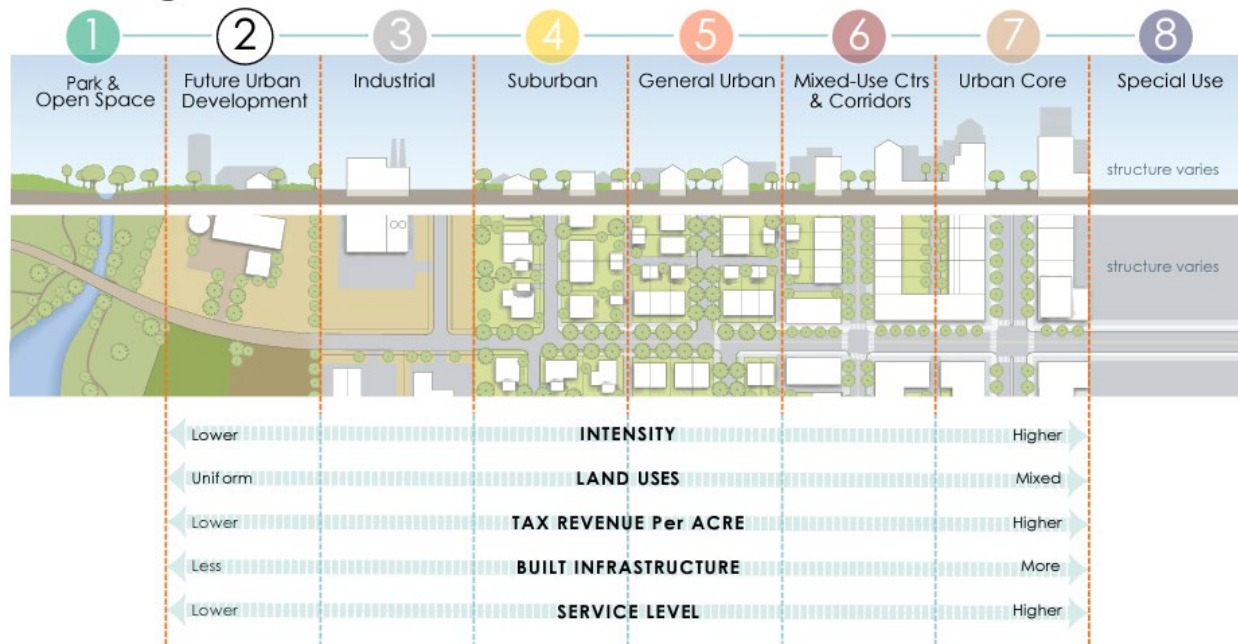 1
2
3
4
5
6
7
8
Park &
Open Space
Future Urban
Development
Industrial
Suburban
General Urban
Mixed-Use Ctrs
& Corridors
Urban Core
Special Use
structure varies
structure varies
Lower INTENSITY Higher
Uniform LAND USES Mixed
Lower TAX REVENUE Per ACRE Higher
Less BUILT INFRASTRUCTURE More
Lower SERVICE LEVEL Higher